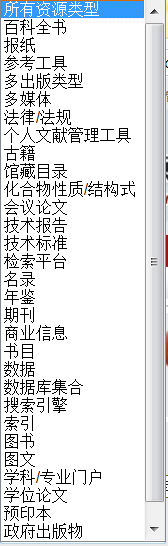 所有资源类型
百科全书
报纸
参考工具
多出版类型
多媒体
法律/法规
个人文献管理工具
古籍
馆藏目录
化合物性质/结构式
会议论文
技术报告
技术标准
检索平台
名录
年鉴
期刊
商业信息
书目
数据
数据库集合
搜索引擎
索引
图书
图文
学科/专业门户
学位论文
预印本
政府出版物